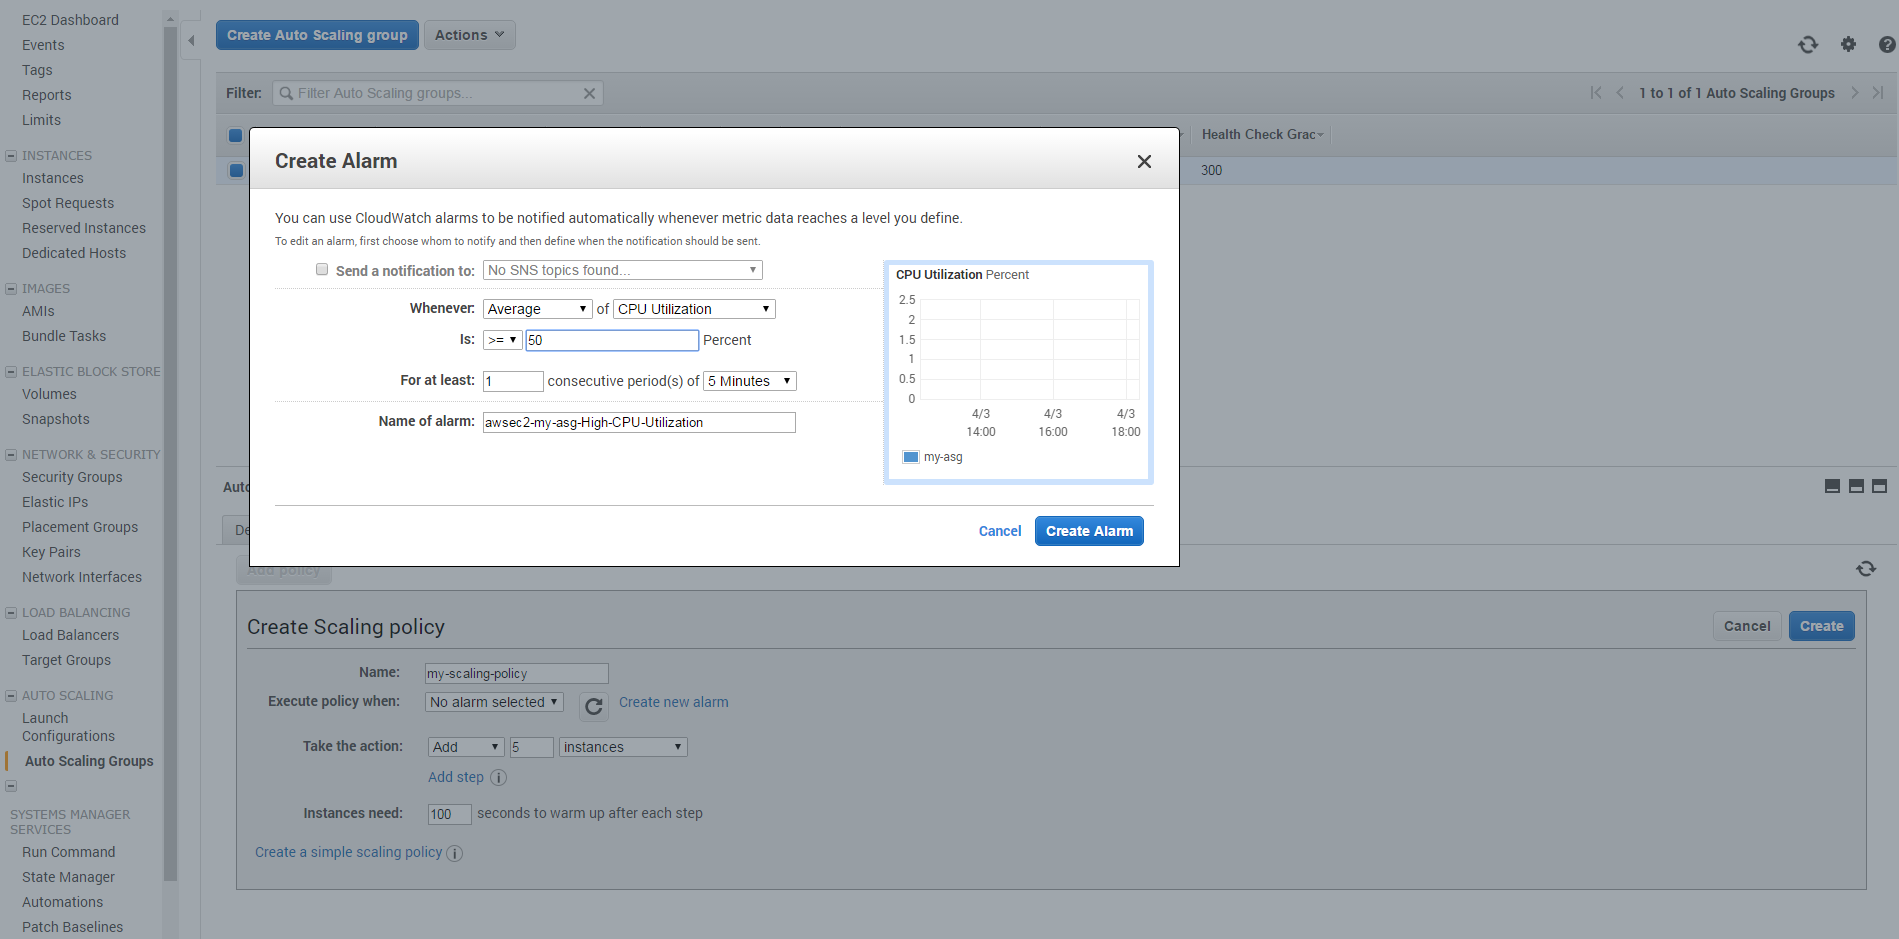 EC2 Dashboard
Events
Tags
Reports
Limits
INSTANCES
Instances
Spot Requests
Reserved Instances
Dedicated Hosts
IMAGES
AMIs
Bundle Tasks
ELASTIC BLOCK STORE
Volumes
Snapshots
NETWORK & SECURITY
Security Groups
Elastic IPs
Placement Groups
Key Pairs
Network Interfaces
LOAD BALANCING
Load Balancers
Target Groups
AUTO SCALING
Launch
Configurations
Auto Scaling Groups
SYSTEMS MANAGER
SERVICES
Run Command
State Manager
Automations
Patch Baselines
Create Auto Scaling group Actions
Filter: Filter Auto Scaling groups... 1 to 1 of 1 Auto Scaling Groups
Health Check Grac
300
Create Alarm
You can use CloudWatch alarms to be notified automatically whenever metric data reaches a level you define.
To edit an alarm, first choose whom to notify and then define when the notification should be sent.
Send a notification to: No SNS topics found...
Whenever: Average of CPU Utilization
Is: >= 50 Percent
For at least: 1 consecutive period(s) of 5 Minutes
Name of alarm: awsec2-my-asg-High-CPU-Utilization
CPU Utilization Percent
2.5
2
1.5
1
0.5
0
4/3 4/3 4/3
14:00 16:00 18:00
my-asg
Cancel Create Alarm
Auto
De
Add policy
Create Scaling policy Cancel Create
Name: my-scaling-policy
Execute policy when: No alarm selected Create new alarm
Take the action: Add 5 instances
Add step i
Instances need: 100 seconds to warm up after each step
Create a simple scaling policy i